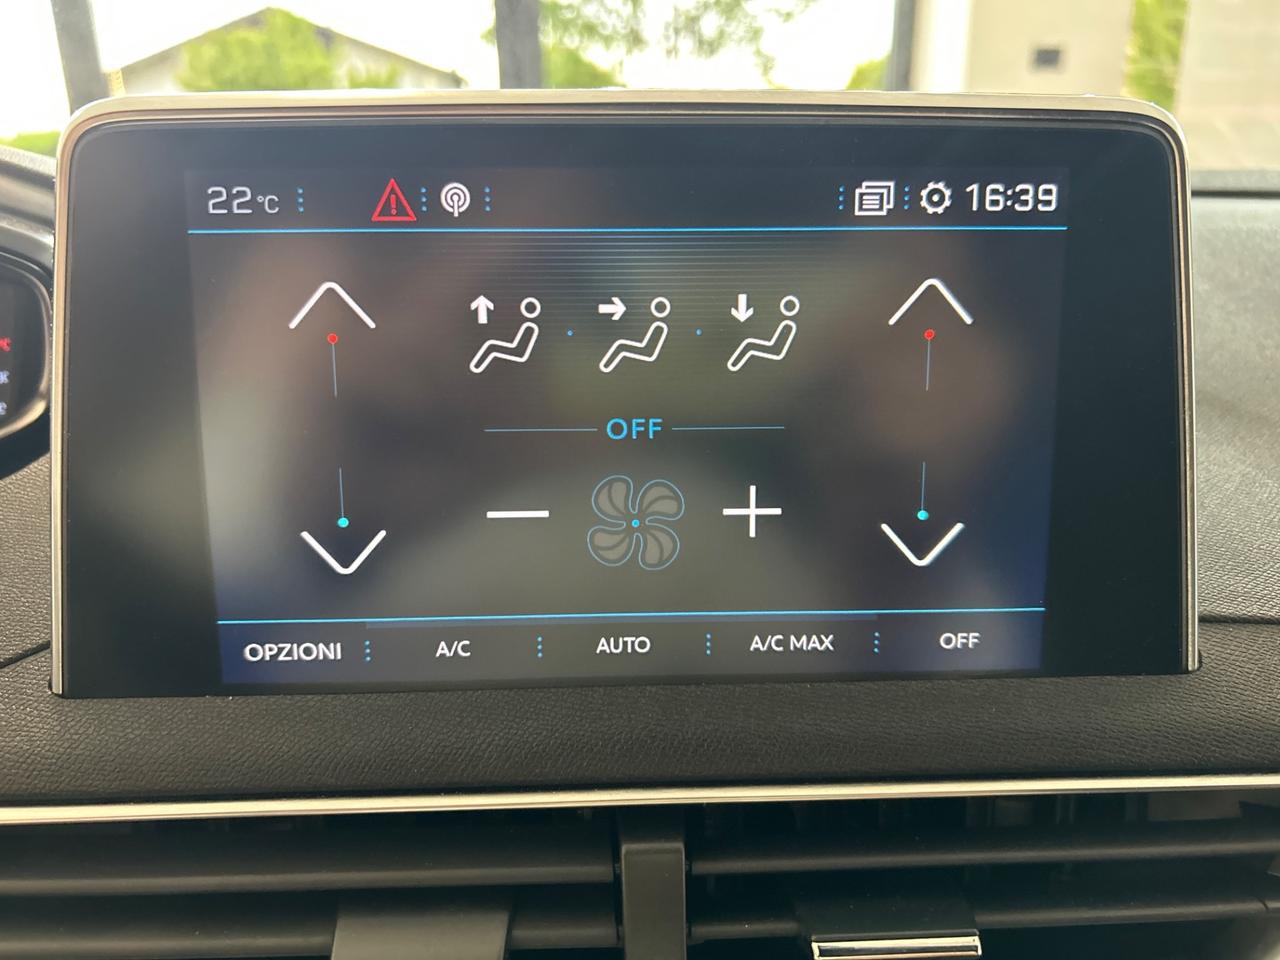 22°C 16:39
OFF
OPZIONI A/C AUTO A/C MAX OFF